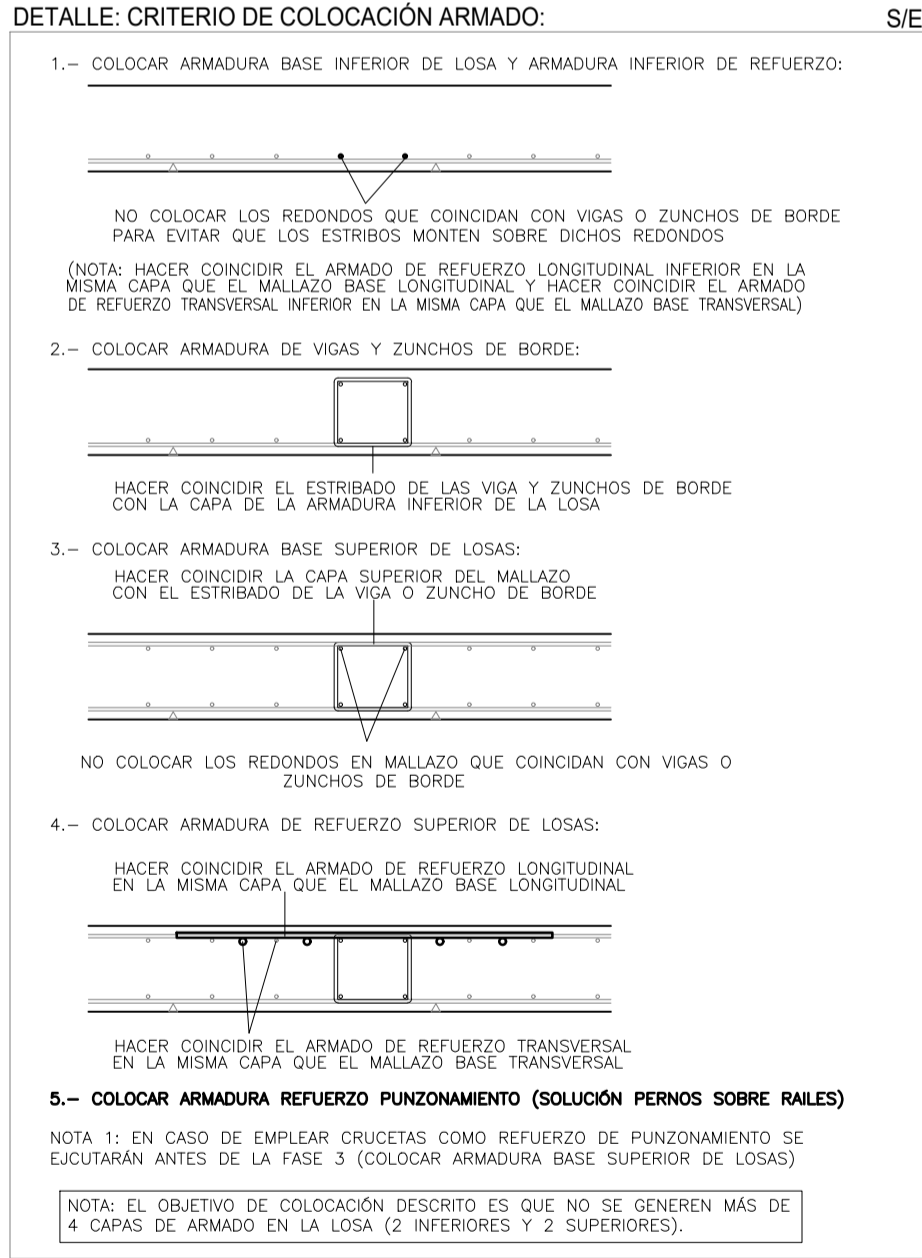 DETALLE: CRITERIO DE COLOCACIÓN ARMADO:
S/E
1.– COLOCAR ARMADURA BASE INFERIOR DE LOSA Y ARMADURA INFERIOR DE REFUERZO:
NO COLOCAR LOS REDONDOS QUE COINCIDAN CON VIGAS O ZUNCHOS DE BORDE
PARA EVITAR QUE LOS ESTRIBOS MONTEN SOBRE DICHOS REDONDOS
(NOTA: HACER COINCIDIR EL ARMADO DE REFUERZO LONGITUDINAL INFERIOR EN LA
MISMA CAPA QUE EL MALLAZO BASE LONGITUDINAL Y HACER COINCIDIR EL ARMADO
DE REFUERZO TRANSVERSAL INFERIOR EN LA MISMA CAPA QUE EL MALLAZO BASE TRANSVERSAL)
2.– COLOCAR ARMADURA DE VIGAS Y ZUNCHOS DE BORDE:
HACER COINCIDIR EL ESTRIBADO DE LAS VIGA Y ZUNCHOS DE BORDE
CON LA CAPA DE LA ARMADURA INFERIOR DE LA LOSA
3.– COLOCAR ARMADURA BASE SUPERIOR DE LOSAS:
HACER COINCIDIR LA CAPA SUPERIOR DEL MALLAZO
CON EL ESTRIBADO DE LA VIGA O ZUNCHO DE BORDE
NO COLOCAR LOS REDONDOS EN MALLAZO QUE COINCIDAN CON VIGAS O
ZUNCHOS DE BORDE
4.– COLOCAR ARMADURA DE REFUERZO SUPERIOR DE LOSAS:
HACER COINCIDIR EL ARMADO DE REFUERZO LONGITUDINAL
EN LA MISMA CAPA QUE EL MALLAZO BASE LONGITUDINAL
HACER COINCIDIR EL ARMADO DE REFUERZO TRANSVERSAL
EN LA MISMA CAPA QUE EL MALLAZO BASE TRANSVERSAL
5.– COLOCAR ARMADURA REFUERZO PUNZONAMIENTO (SOLUCIÓN PERNOS SOBRE RAILES)
NOTA 1: EN CASO DE EMPLEAR CRUCETAS COMO REFUERZO DE PUNZONAMIENTO SE
EJCUTARÁN ANTES DE LA FASE 3 (COLOCAR ARMADURA BASE SUPERIOR DE LOSAS)
NOTA: EL OBJETIVO DE COLOCACIÓN DESCRITO ES QUE NO SE GENEREN MÁS DE
4 CAPAS DE ARMADO EN LA LOSA (2 INFERIORES Y 2 SUPERIORES).